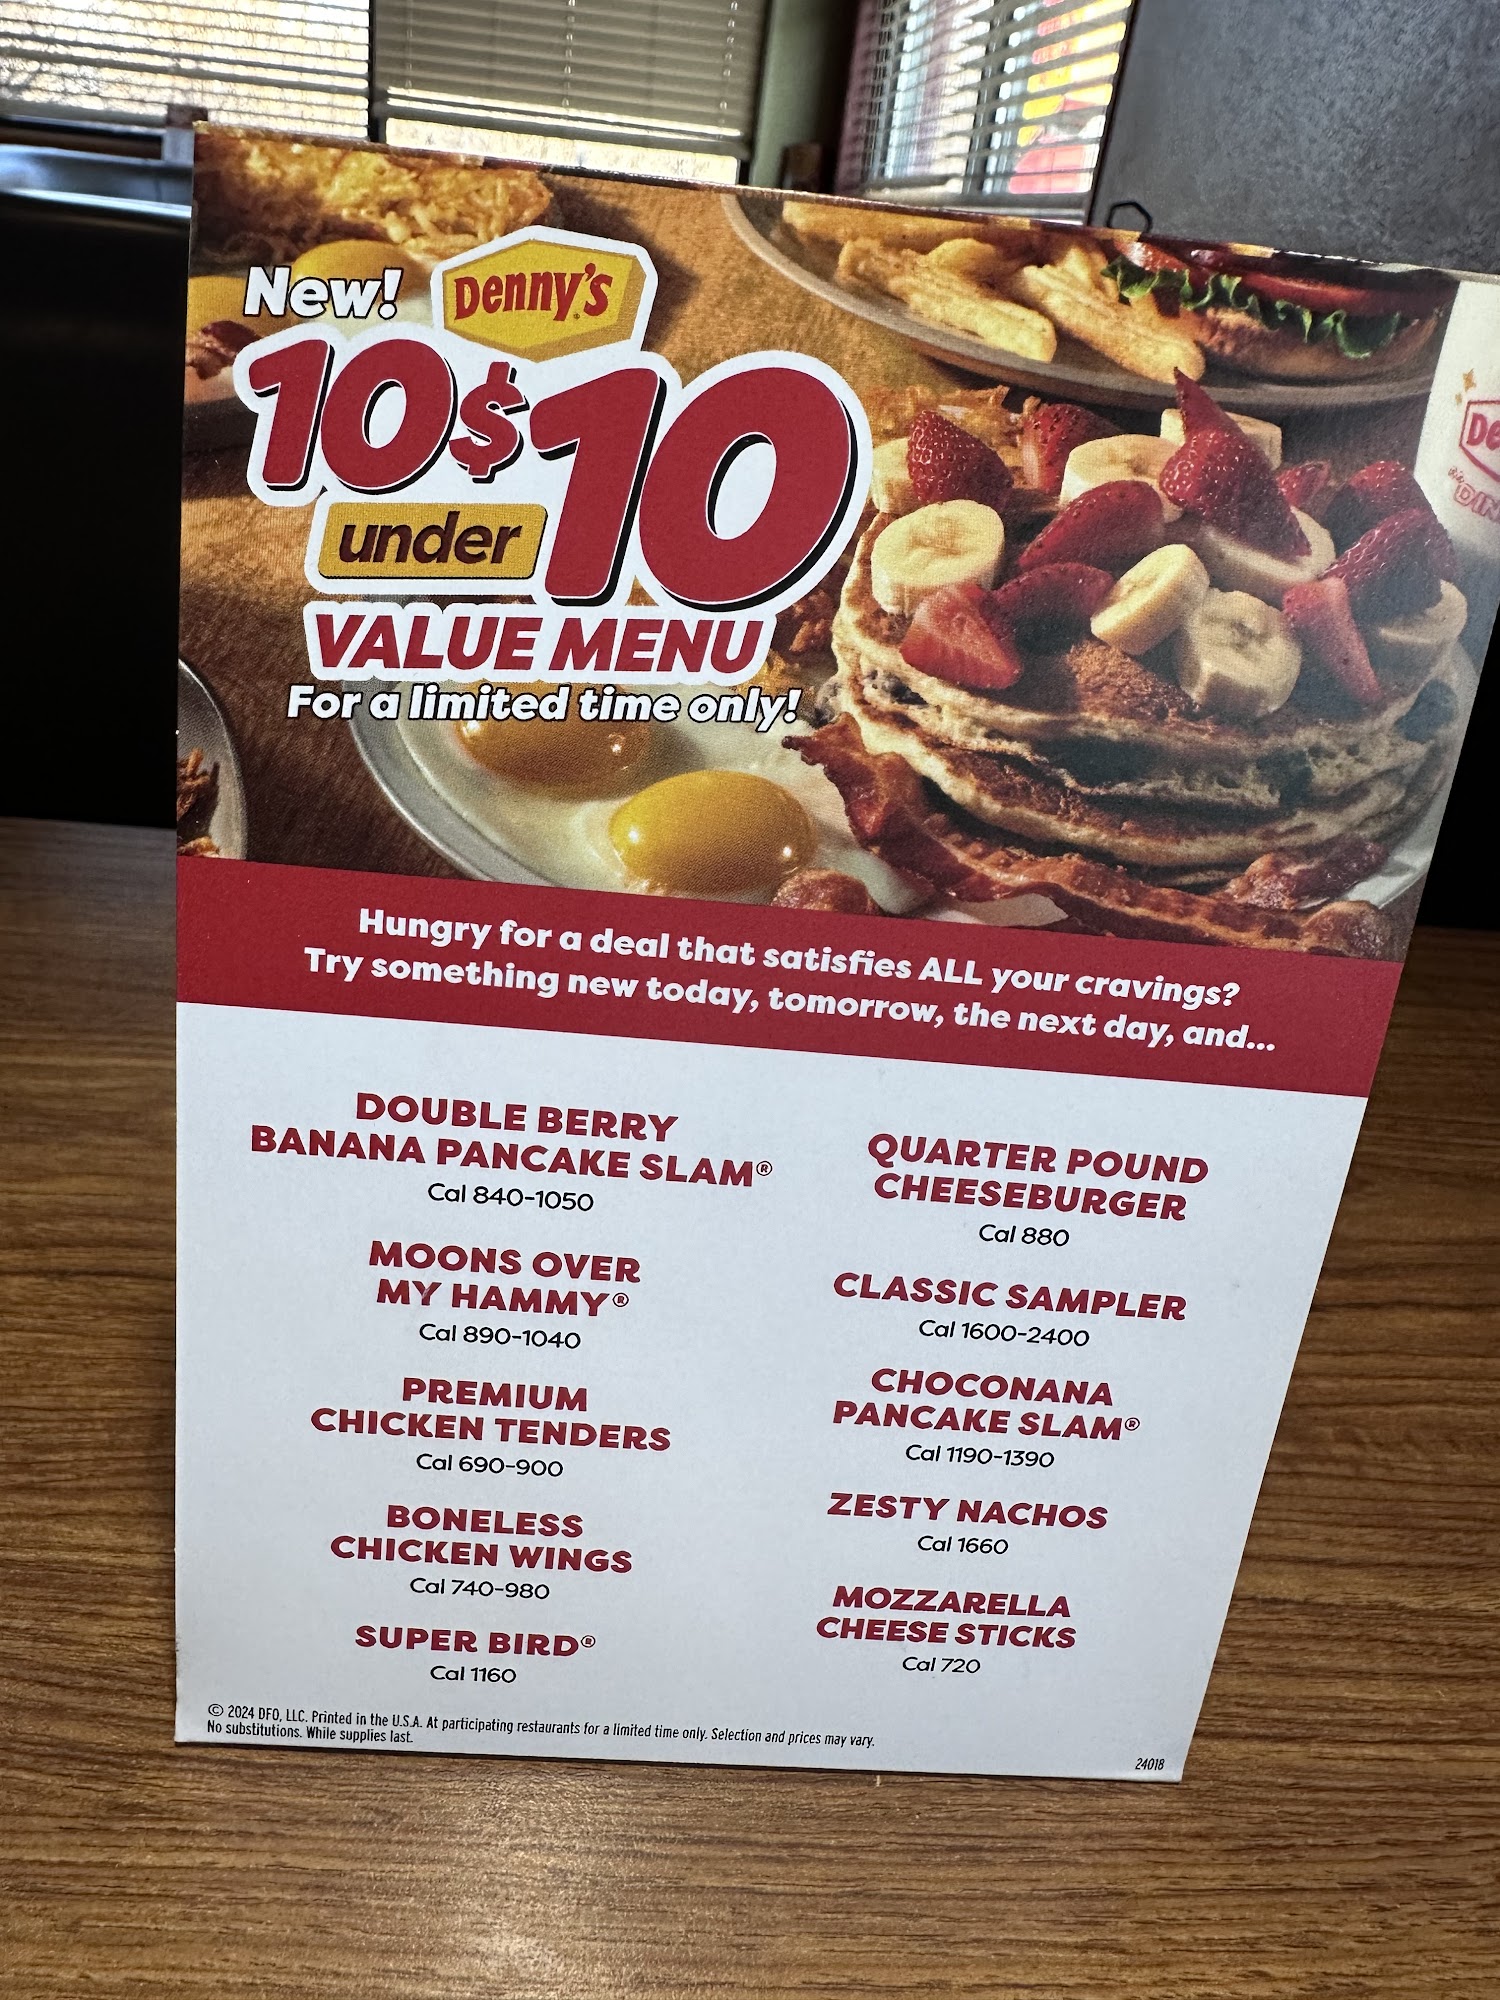 New!
Denny's
10 $10
under
VALUE MENU
For a limited time only!
Hungry for a deal that satisfies ALL your cravings?
Try something new today, tomorrow, the next day, and...
DOUBLE BERRY
BANANA PANCAKE SLAM®
Cal 840-1050
MOONS OVER
MY HAMMY®
Cal 890-1040
PREMIUM
CHICKEN TENDERS
Cal 690-900
BONELESS
CHICKEN WINGS
Cal 740-980
SUPER BIRD®
Cal 1160
QUARTER POUND
CHEESEBURGER
Cal 880
CLASSIC SAMPLER
Cal 1600-2400
CHOCONANA
PANCAKE SLAM®
Cal 1190-1390
ZESTY NACHOS
Cal 1660
MOZZARELLA
CHEESE STICKS
Cal 720
© 2024 DFO, LLC. Printed in the U.S.A. At participating restaurants for a limited time only. Selection and prices may vary.
No substitutions. While supplies last.
24018